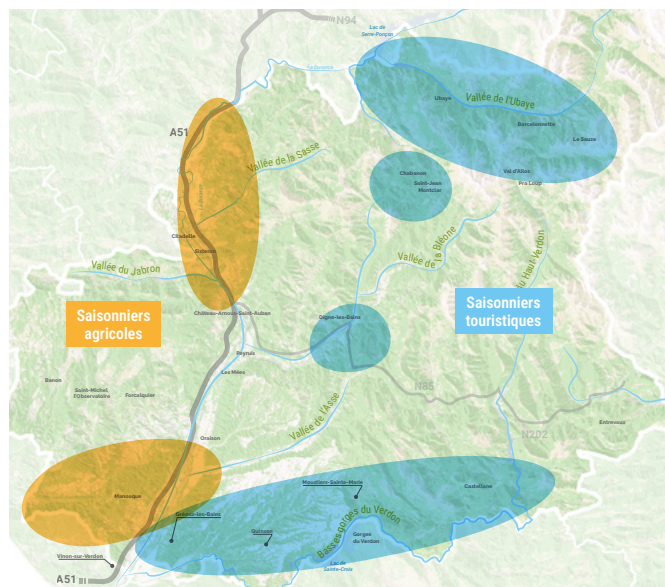 N94
Lac de
Serre-Ponçon
Durance
Ubaye
Vallée de l'Ubaye
Barcelonnette
Le Sauze
A51
Vallée de la Sasse
Chabanon
Saint-Jean
Montclar
Val d'Allos
Pra Loup
Citadelle
Sisteron
Vallée de la Bléone
du Haut-Verdon
Vallée du Jabron
Saisonniers
agricoles
Saisonniers
touristiques
Château-Arnoux-Saint-Auban
Digne-les-Bains
Peyruis
Les Mées
Banon
Saint-Michel
l'Observatoire
Forcalquier
N85
Vallée de l'Asse
Entrevaux
Oraison
N202
Manosque
Moustiers-Sainte-Marie
Castellane
Gréoux-les-Bains
Quinson
Basses gorges du Verdon
Gorges
du Verdon
Vinon-sur-Verdon
Lac de
Sainte-Croix
A51